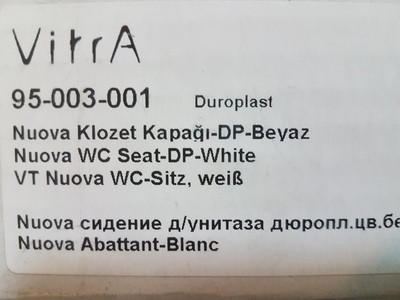 VitrA
95-003-001 Duroplast
Nuova Klozet Kapağı-DP-Beyaz
Nuova WC Seat-DP-White
VT Nuova WC-Sitz, weiß
Nuova сидение д/унитаза дюропл.цв.бе
Nuova Abattant-Blanc